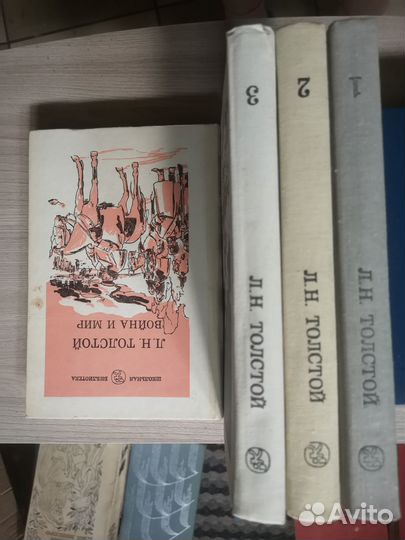 Л. Н. ТОЛСТОЙ
ВОЙНА И МИР
ШКОЛЬНАЯ
БИБЛИОТЕКА
3
Л. Н. ТОЛСТОЙ
2
Л. Н. ТОЛСТОЙ
1
Л. Н. ТОЛСТОЙ
Avito